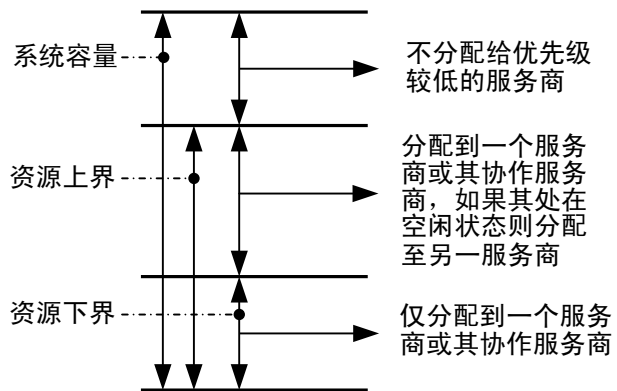 系统容量
不分配给优先级
较低的服务商
资源上界
分配到一个服务
商或其协作服务
商，如果其处在
空闲状态则分配
至另一服务商
资源下界
仅分配到一个服务
商或其协作服务商